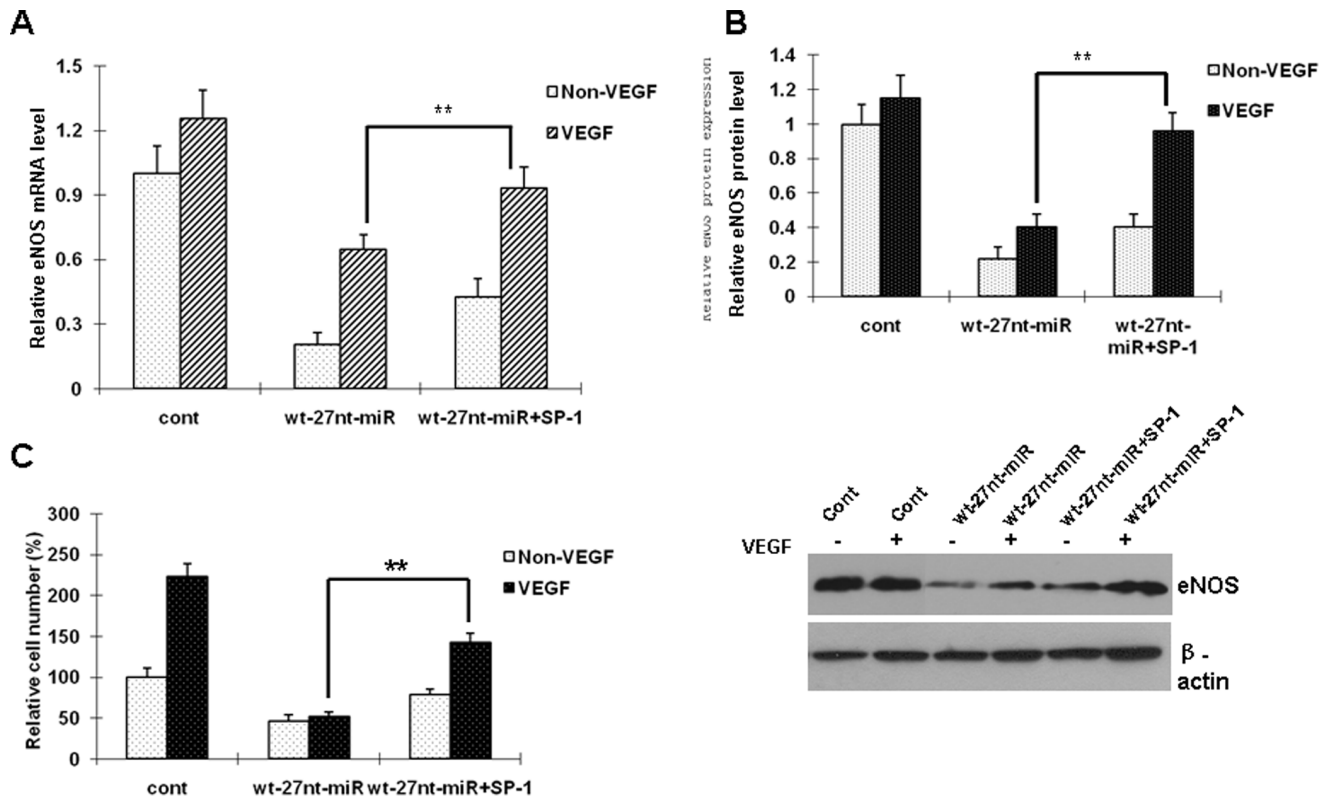 A
Relative eNOS mRNA level
1.5
1.2
0.9
0.6
0.3
0
Non-VEGF
VEGF
**
cont
wt-27nt-miR
wt-27nt-miR+SP-1
B
relative eNOS protein expression
Relative eNOS protein level
1.4
1.2
1
0.8
0.6
0.4
0.2
0
Non-VEGF
VEGF
**
cont
wt-27nt-miR
wt-27nt-
miR+SP-1
C
Relative cell number (%)
300
250
200
150
100
50
0
Non-VEGF
VEGF
**
cont
wt-27nt-miR
wt-27nt-miR+SP-1
Cont
Cont
wt-27nt-miR
wt-27nt-miR
wt-27nt-miR+SP-1
wt-27nt-miR+SP-1
VEGF - + - + - +
eNOS
β-
actin